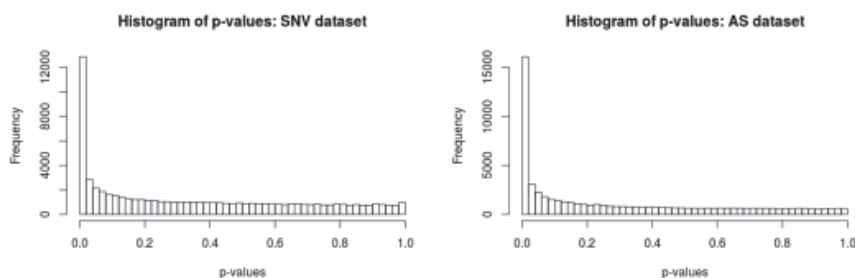 Histogram of p-values: SNV dataset
Frequency
0 4000 8000 12000
0.0 0.2 0.4 0.6 0.8 1.0
p-values
Histogram of p-values: AS dataset
Frequency
0 5000 10000 15000
0.0 0.2 0.4 0.6 0.8 1.0
p-values